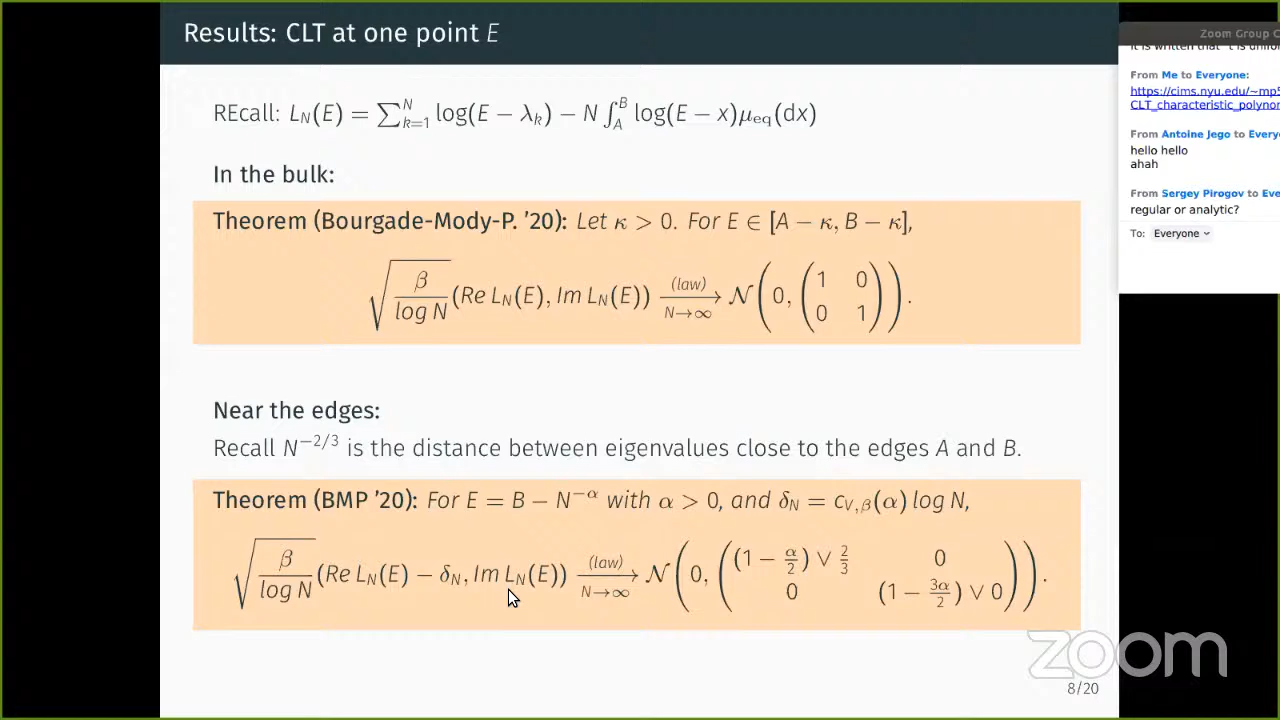 Results: CLT at one point E
REcall: L_N(E) = ∑_{k=1}^{N} log(E − λ_k) − N ∫_A^B log(E − x)μ_eq(dx)
In the bulk:
Theorem (Bourgade-Mody-P. '20): Let κ > 0. For E ∈ [A − κ, B − κ],
√(β/log N) (Re L_N(E), Im L_N(E)) →^{(law)}_{N→∞} 𝒩(0, (1 0 / 0 1)).
Near the edges:
Recall N^{−2/3} is the distance between eigenvalues close to the edges A and B.
Theorem (BMP '20): For E = B − N^{−α} with α > 0, and δ_N = c_{V,β}(α) log N,
√(β/log N) (Re L_N(E) − δ_N, Im L_N(E)) →^{(law)}_{N→∞} 𝒩(0, ((1 − α/2) ∨ 2/3 0 / 0 (1 − 3α/2) ∨ 0)).
8/20
zoom
Zoom Group C
From Me to Everyone:
https://cims.nyu.edu/~mp5
CLT_characteristic_polynor
From Antoine Jego to Every
hello hello
ahah
From Sergey Pirogov to Eve
regular or analytic?
To: Everyone